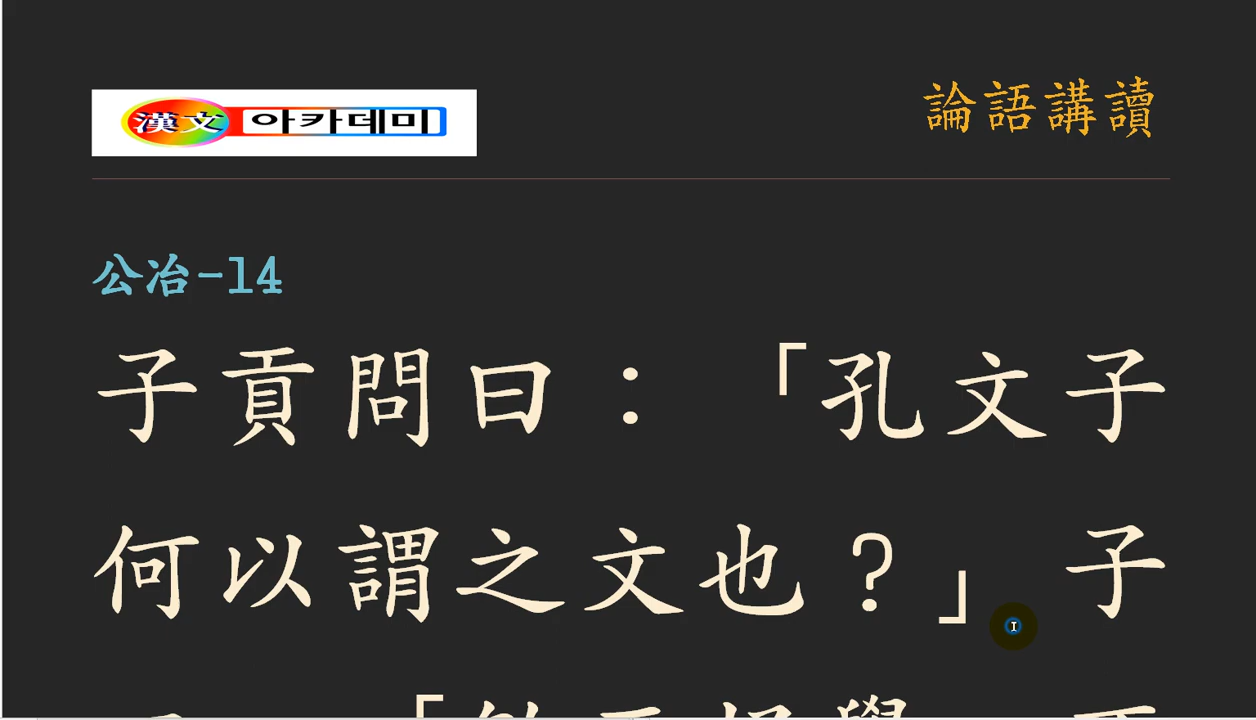 漢文 아카데미
論語講讀
公冶-14
子貢問曰：「孔文子
何以謂之文也？」子